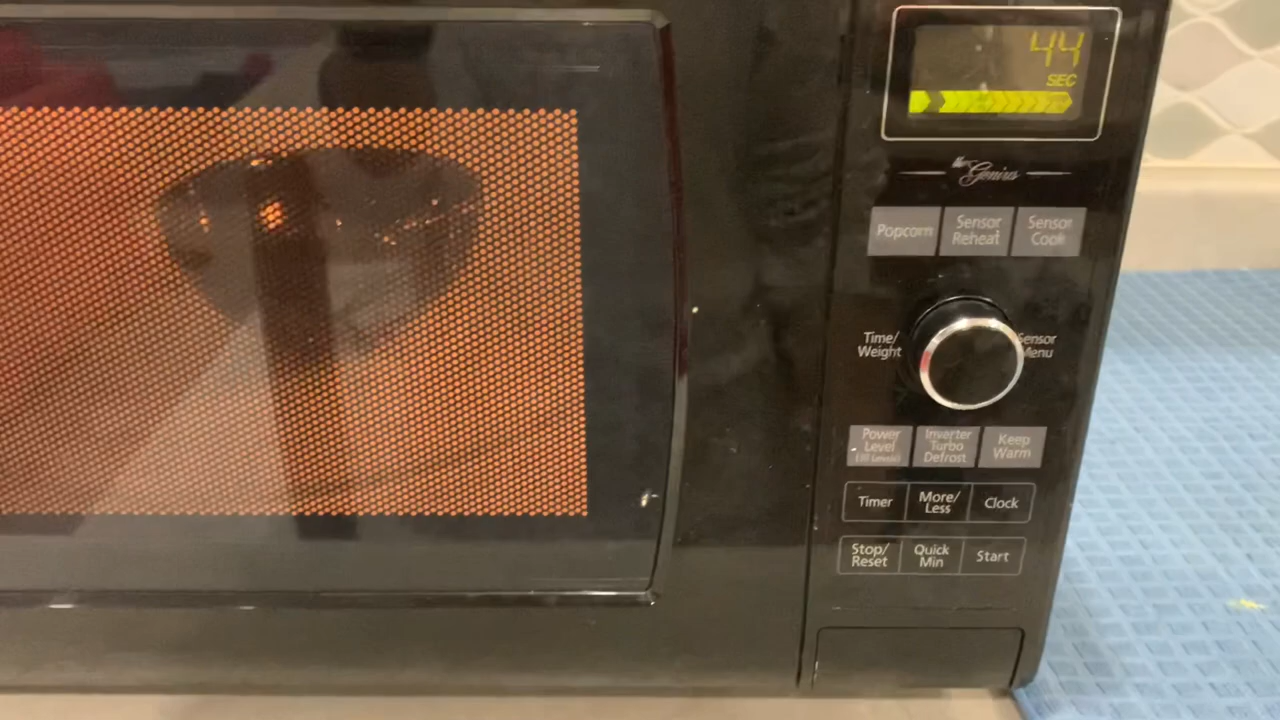 44
SEC
Genius
Popcorn
Sensor
Reheat
Sensor
Cook
Time/
Weight
Sensor
Menu
Power
Level
Inverter
Turbo
Defrost
Keep
Warm
Timer
More/
Less
Clock
Stop/
Reset
Quick
Min
Start